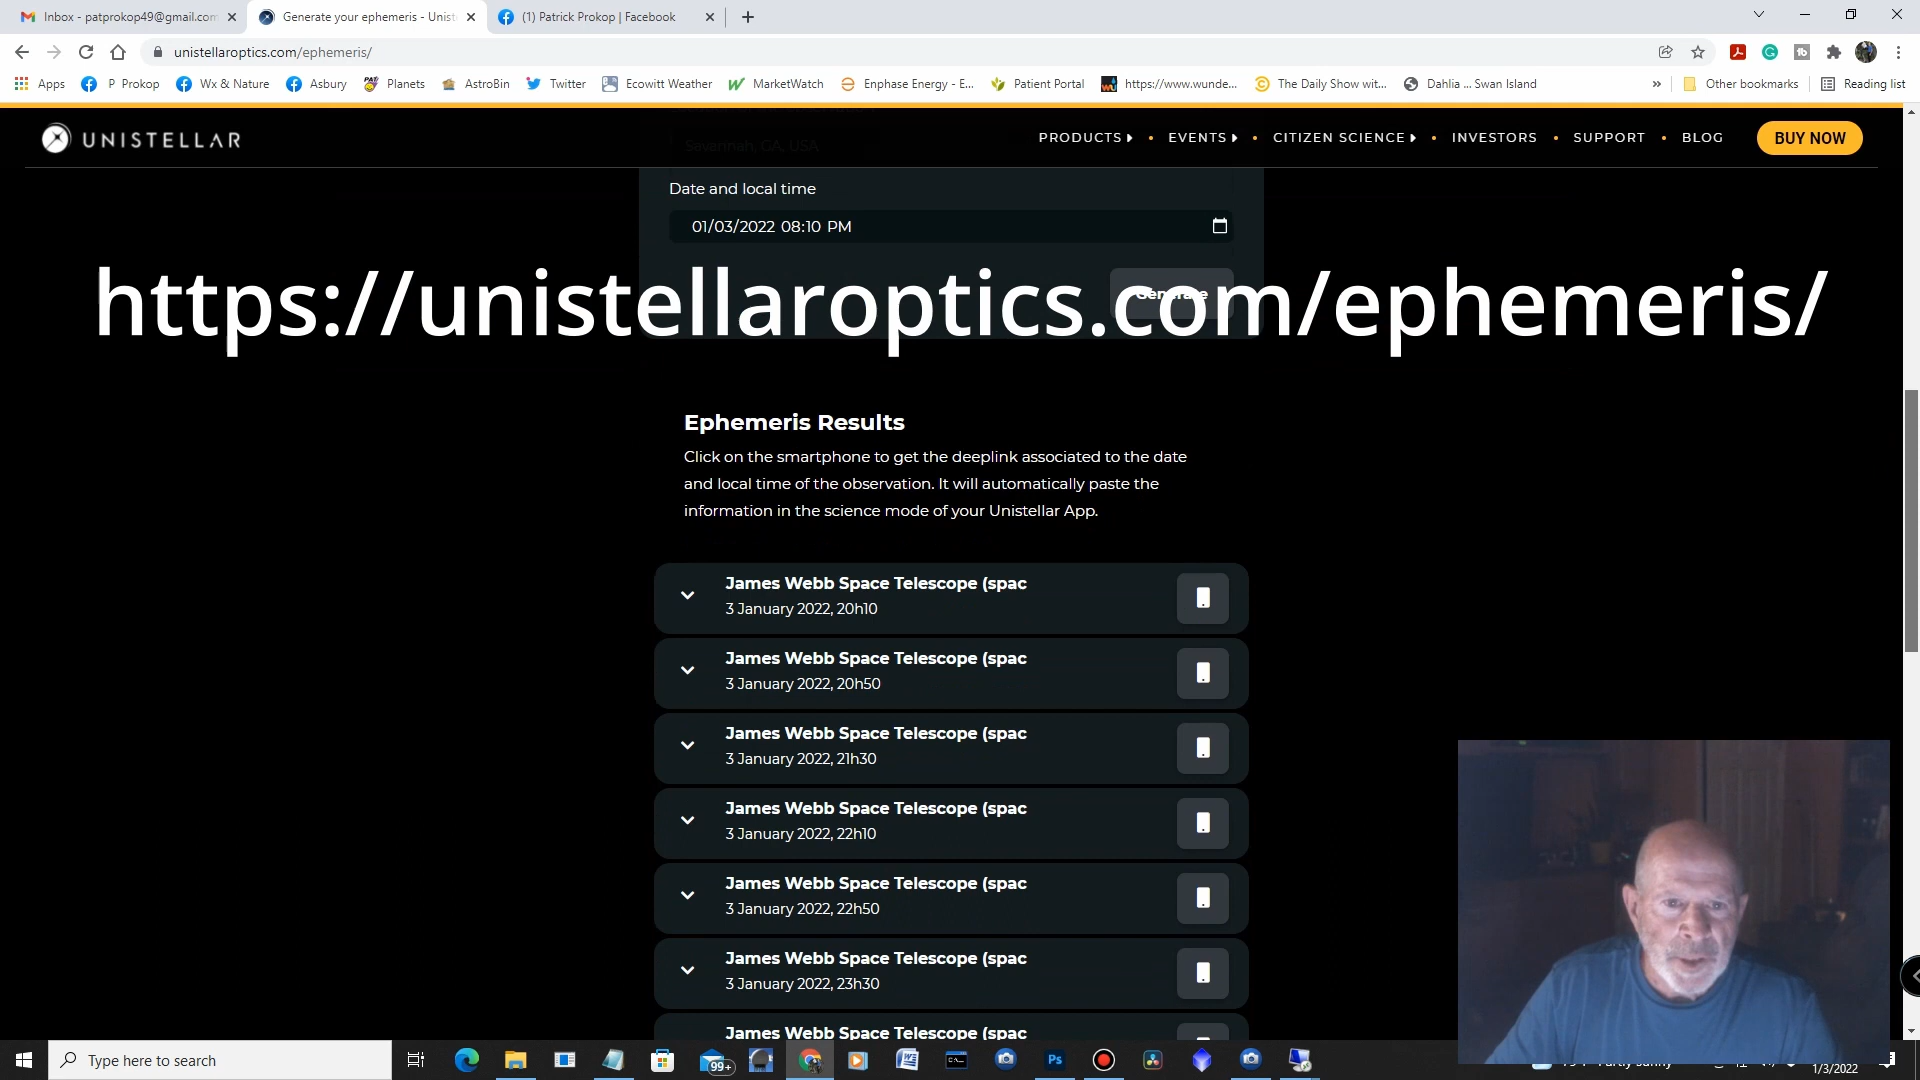 Inbox - patprokop49@gmail.com
Generate your ephemeris - Unist
(1) Patrick Prokop | Facebook
unistellaroptics.com/ephemeris/
Apps
P Prokop
Wx & Nature
Asbury
Planets
AstroBin
Twitter
Ecowitt Weather
MarketWatch
Enphase Energy - E...
Patient Portal
https://www.wunde...
The Daily Show wit...
Dahlia ... Swan Island
»
Other bookmarks
Reading list
UNISTELLAR
PRODUCTS
EVENTS
CITIZEN SCIENCE
INVESTORS
SUPPORT
BLOG
BUY NOW
GA, USA
Date and local time
01/03/2022 08:10 PM
Generate
https://unistellaroptics.com/ephemeris/
Ephemeris Results
Click on the smartphone to get the deeplink associated to the date
and local time of the observation. It will automatically paste the
information in the science mode of your Unistellar App.
James Webb Space Telescope (spac
3 January 2022, 20h10
James Webb Space Telescope (spac
3 January 2022, 20h50
James Webb Space Telescope (spac
3 January 2022, 21h30
James Webb Space Telescope (spac
3 January 2022, 22h10
James Webb Space Telescope (spac
3 January 2022, 22h50
James Webb Space Telescope (spac
3 January 2022, 23h30
James Webb Space Telescope (spac
Type here to search
99+
Ps
1/3/2022